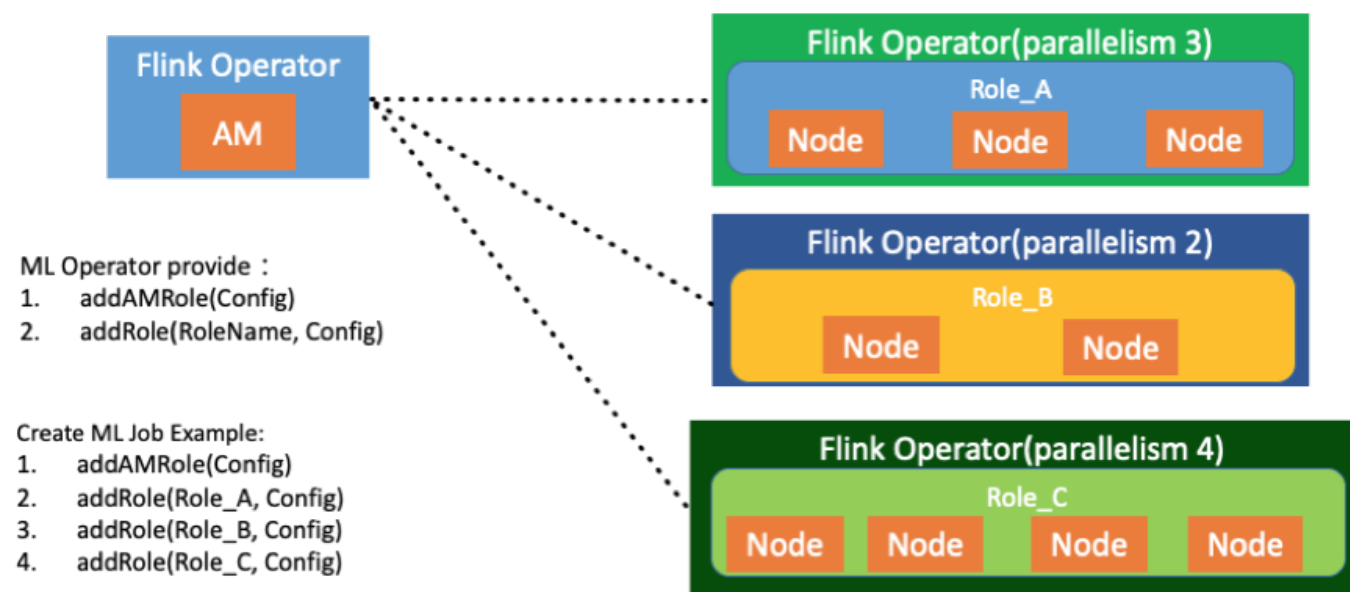 Flink Operator
AM
ML Operator provide：
1. addAMRole(Config)
2. addRole(RoleName, Config)
Create ML Job Example:
1. addAMRole(Config)
2. addRole(Role_A, Config)
3. addRole(Role_B, Config)
4. addRole(Role_C, Config)
Flink Operator(parallelism 3)
Role_A
Node Node Node
Flink Operator(parallelism 2)
Role_B
Node Node
Flink Operator(parallelism 4)
Role_C
Node Node Node Node